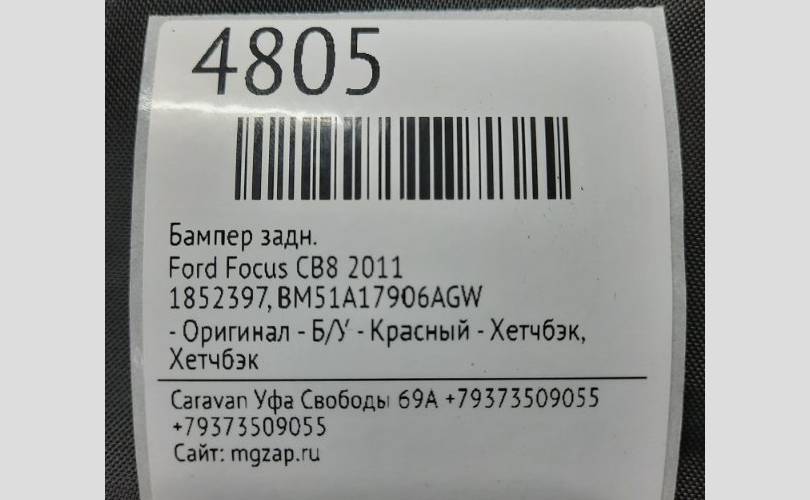 4805
Бампер задн.
Ford Focus CB8 2011
1852397, BM51A17906AGW
- Оригинал - Б/У - Красный - Хетчбэк,
Хетчбэк
Caravan Уфа Свободы 69А +79373509055
+79373509055
Сайт: mgzap.ru